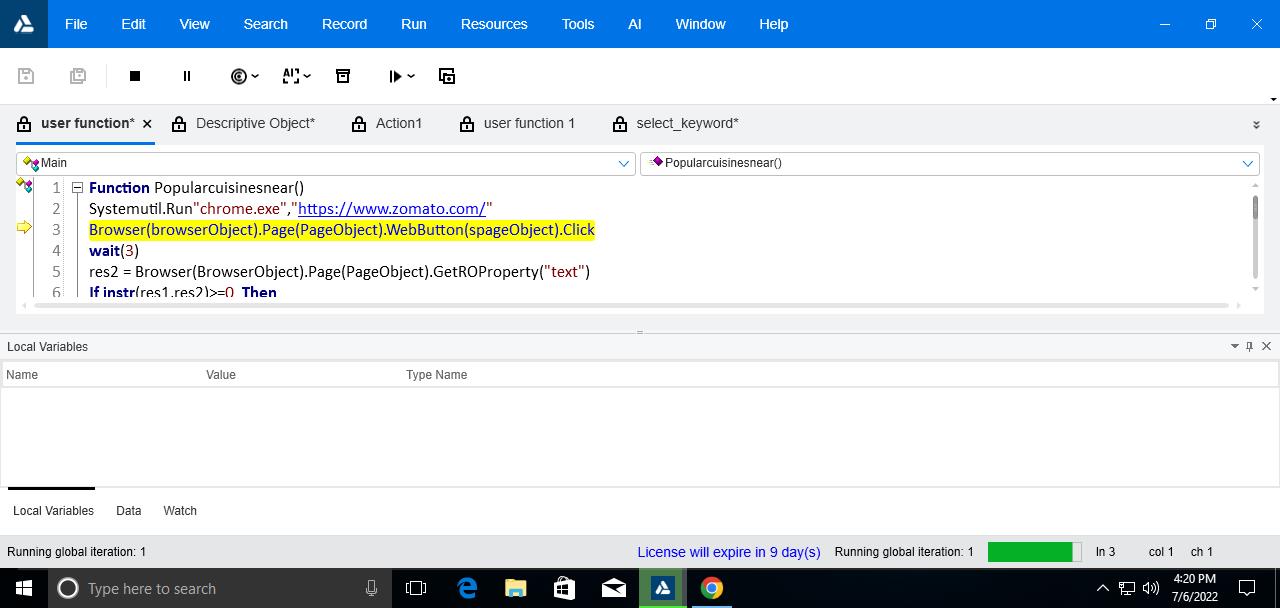 File Edit View Search Record Run Resources Tools AI Window Help
user function* Descriptive Object* Action1 user function 1 select_keyword*
Main Popularcuisinesnear()
1 Function Popularcuisinesnear()
2 Systemutil.Run"chrome.exe","https://www.zomato.com/"
3 Browser(browserObject).Page(PageObject).WebButton(spageObject).Click
4 wait(3)
5 res2 = Browser(BrowserObject).Page(PageObject).GetROProperty("text")
6 If instr(res1,res2)>=0 Then
Local Variables
Name Value Type Name
Local Variables Data Watch
Running global iteration: 1 License will expire in 9 day(s) Running global iteration: 1 ln 3 col 1 ch 1
Type here to search
4:20 PM
7/6/2022